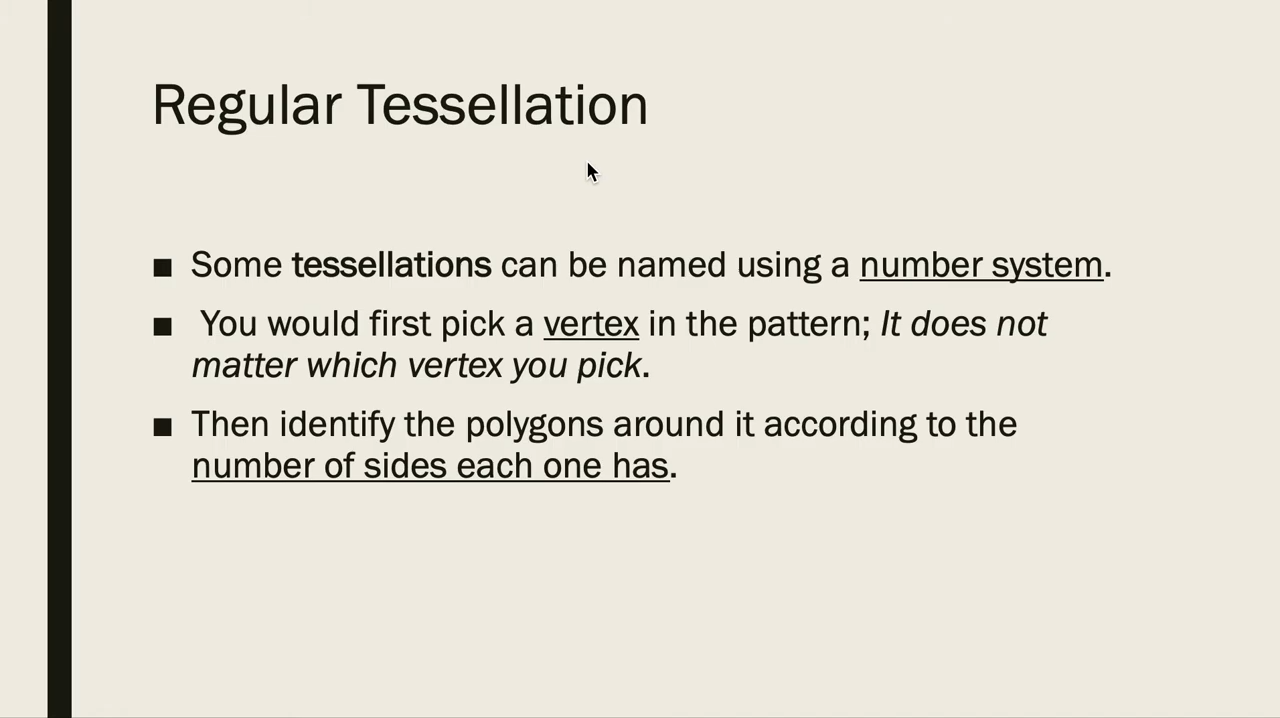 Regular Tessellation
■ Some tessellations can be named using a number system.
■ You would first pick a vertex in the pattern; It does not
matter which vertex you pick.
■ Then identify the polygons around it according to the
number of sides each one has.